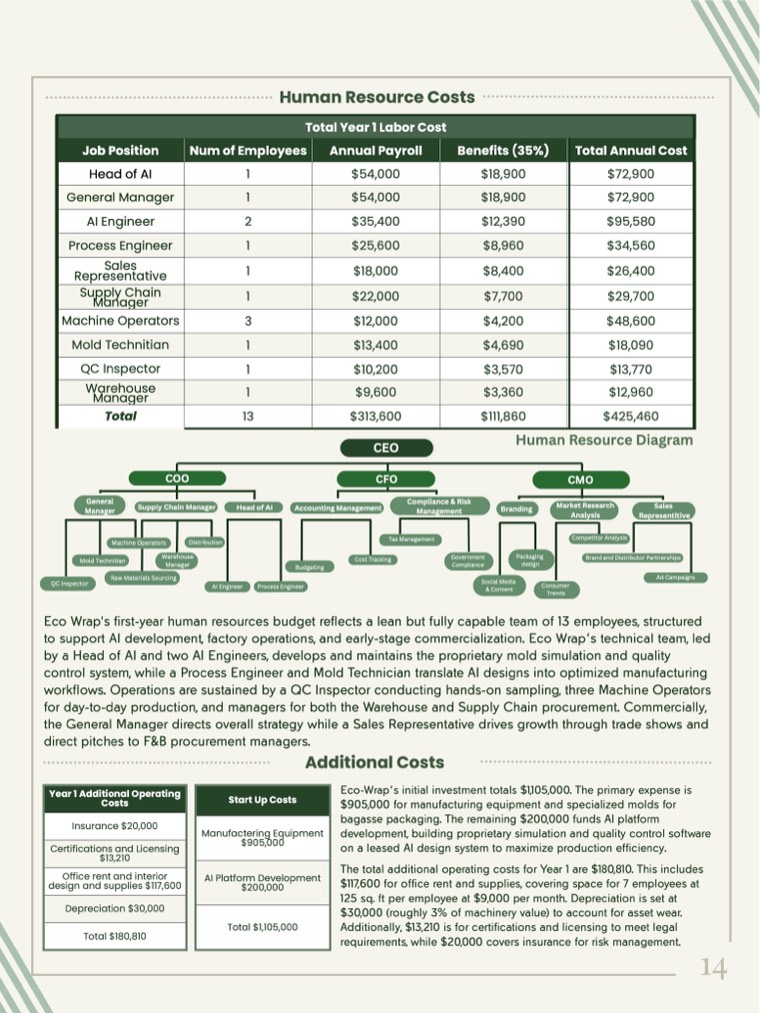 Human Resource Costs
Total Year 1 Labor Cost
Job Position Num of Employees Annual Payroll Benefits (35%) Total Annual Cost
Head of AI 1 $54,000 $18,900 $72,900
General Manager 1 $54,000 $18,900 $72,900
AI Engineer 2 $35,400 $12,390 $95,580
Process Engineer 1 $25,600 $8,960 $34,560
Sales
Representative 1 $18,000 $8,400 $26,400
Supply Chain
Manager 1 $22,000 $7,700 $29,700
Machine Operators 3 $12,000 $4,200 $48,600
Mold Technitian 1 $13,400 $4,690 $18,090
QC Inspector 1 $10,200 $3,570 $13,770
Warehouse
Manager 1 $9,600 $3,360 $12,960
Total 13 $313,600 $111,860 $425,460
Human Resource Diagram
CEO
COO CFO CMO
General
Manager
Supply Chain Manager
Head of AI
Accounting Management
Compliance & Risk
Management
Branding
Market Research
Analysis
Sales
Representitive
Machine Operators
Distribution
Mold Technitian
Warehouse
Manager
Raw Materials Sourcing
QC Inspector
AI Engineer
Process Engineer
Budgeting
Cost Tracking
Tax Management
Government
Compliance
Social Media
& Content
Packaging
design
Competitor Analysis
Consumer
Trends
Brand and Distributor Partnerships
Ad Campaigns
Eco Wrap's first-year human resources budget reflects a lean but fully capable team of 13 employees, structured
to support AI development, factory operations, and early-stage commercialization. Eco Wrap's technical team, led
by a Head of AI and two AI Engineers, develops and maintains the proprietary mold simulation and quality
control system, while a Process Engineer and Mold Technician translate AI designs into optimized manufacturing
workflows. Operations are sustained by a QC Inspector conducting hands-on sampling, three Machine Operators
for day-to-day production, and managers for both the Warehouse and Supply Chain procurement. Commercially,
the General Manager directs overall strategy while a Sales Representative drives growth through trade shows and
direct pitches to F&B procurement managers.
Additional Costs
Year 1 Additional Operating
Costs
Insurance $20,000
Certifications and Licensing
$13,210
Office rent and interior
design and supplies $117,600
Depreciation $30,000
Total $180,810
Start Up Costs
Manufactering Equipment
$905,000
AI Platform Development
$200,000
Total $1,105,000
Eco-Wrap's initial investment totals $1,105,000. The primary expense is
$905,000 for manufacturing equipment and specialized molds for
bagasse packaging. The remaining $200,000 funds AI platform
development, building proprietary simulation and quality control software
on a leased AI design system to maximize production efficiency.
The total additional operating costs for Year 1 are $180,810. This includes
$117,600 for office rent and supplies, covering space for 7 employees at
125 sq. ft per employee at $9,000 per month. Depreciation is set at
$30,000 (roughly 3% of machinery value) to account for asset wear.
Additionally, $13,210 is for certifications and licensing to meet legal
requirements, while $20,000 covers insurance for risk management.
14